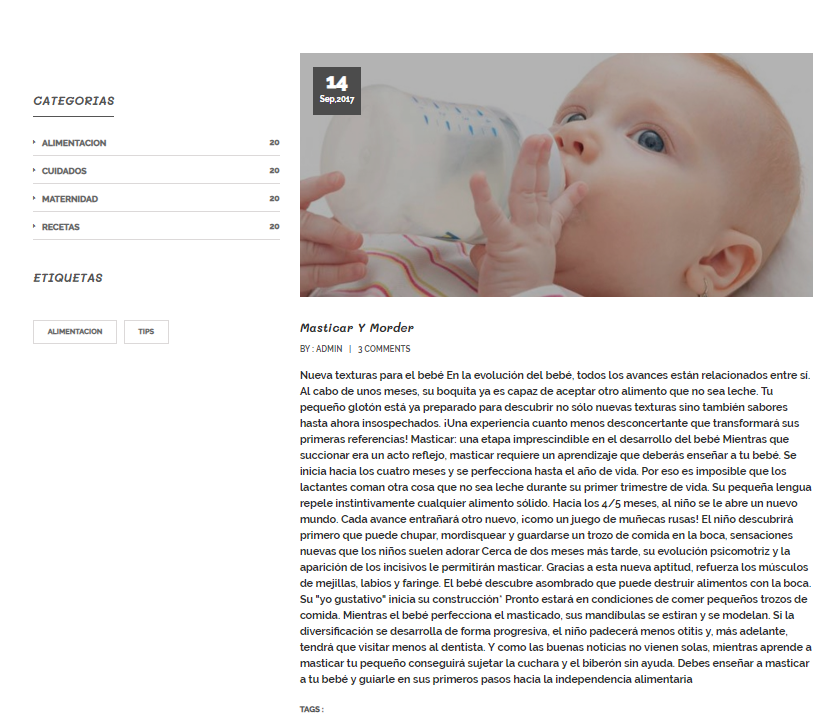 CATEGORIAS
ALIMENTACION 20
CUIDADOS 20
MATERNIDAD 20
RECETAS 20
ETIQUETAS
ALIMENTACION TIPS
14
Sep,2017
Masticar Y Morder
BY : ADMIN | 3 COMMENTS
Nueva texturas para el bebé En la evolución del bebé, todos los avances están relacionados entre sí.
Al cabo de unos meses, su boquita ya es capaz de aceptar otro alimento que no sea leche. Tu
pequeño glotón está ya preparado para descubrir no sólo nuevas texturas sino también sabores
hasta ahora insospechados. ¡Una experiencia cuanto menos desconcertante que transformará sus
primeras referencias! Masticar: una etapa imprescindible en el desarrollo del bebé Mientras que
succionar era un acto reflejo, masticar requiere un aprendizaje que deberás enseñar a tu bebé. Se
inicia hacia los cuatro meses y se perfecciona hasta el año de vida. Por eso es imposible que los
lactantes coman otra cosa que no sea leche durante su primer trimestre de vida. Su pequeña lengua
repele instintivamente cualquier alimento sólido. Hacia los 4/5 meses, al niño se le abre un nuevo
mundo. Cada avance entrañará otro nuevo, ¡como un juego de muñecas rusas! El niño descubrirá
primero que puede chupar, mordisquear y guardarse un trozo de comida en la boca, sensaciones
nuevas que los niños suelen adorar Cerca de dos meses más tarde, su evolución psicomotriz y la
aparición de los incisivos le permitirán masticar. Gracias a esta nueva aptitud, refuerza los músculos
de mejillas, labios y faringe. El bebé descubre asombrado que puede destruir alimentos con la boca.
Su "yo gustativo" inicia su construcción* Pronto estará en condiciones de comer pequeños trozos de
comida. Mientras el bebé perfecciona el masticado, sus mandíbulas se estiran y se modelan. Si la
diversificación se desarrolla de forma progresiva, el niño padecerá menos otitis y, más adelante,
tendrá que visitar menos al dentista. Y como las buenas noticias no vienen solas, mientras aprende a
masticar tu pequeño conseguirá sujetar la cuchara y el biberón sin ayuda. Debes enseñar a masticar
a tu bebé y guiarle en sus primeros pasos hacia la independencia alimentaria
TAGS :